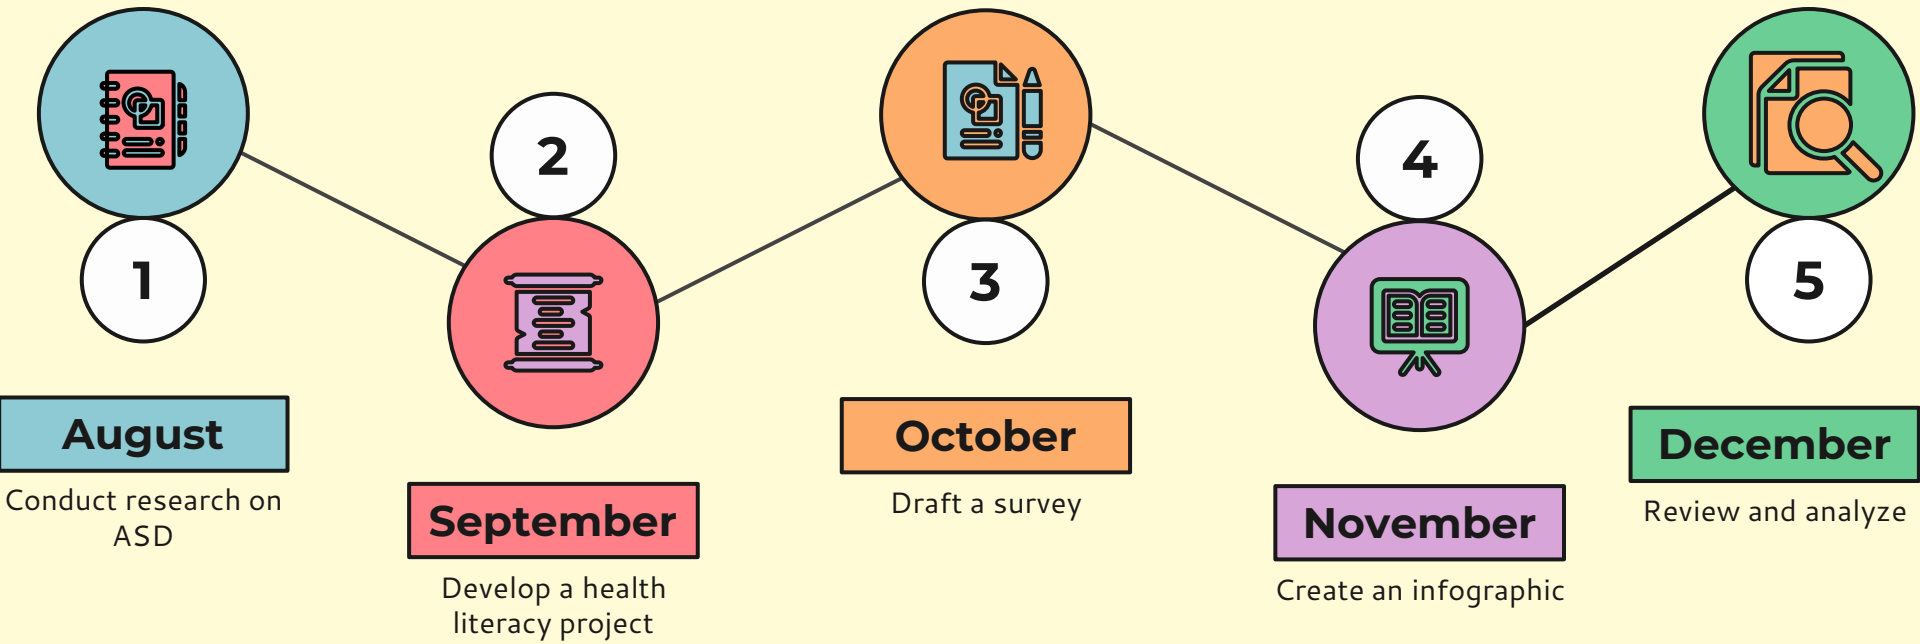 1
August
Conduct research on
ASD
2
September
Develop a health
literacy project
3
October
Draft a survey
4
November
Create an infographic
5
December
Review and analyze